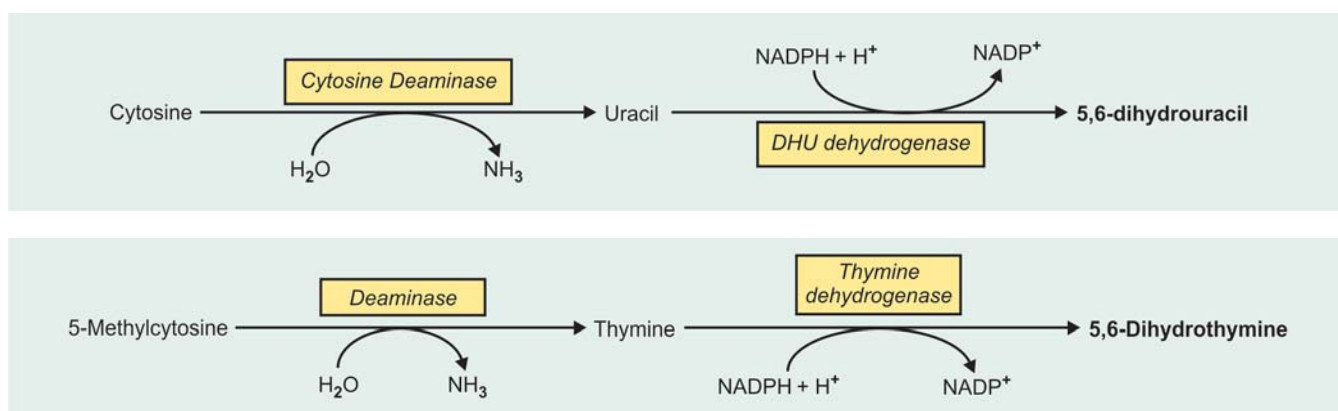 Cytosine Deaminase
NADPH + H⁺
NADP⁺
Cytosine
Uracil
5,6-dihydrouracil
H₂O
NH₃
DHU dehydrogenase
Thymine
dehydrogenase
Deaminase
5-Methylcytosine
Thymine
5,6-Dihydrothymine
H₂O
NH₃
NADPH + H⁺
NADP⁺